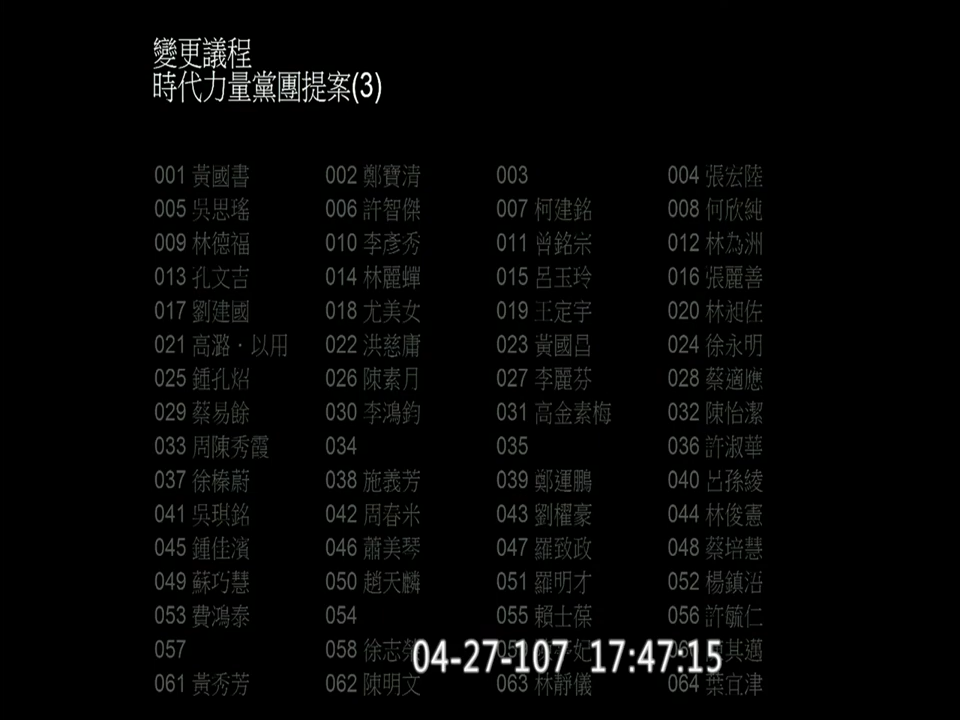 變更議程
時代力量黨團提案(3)
001 黃國書 002 鄭寶清 003 004 張宏陸
005 吳思瑤 006 許智傑 007 柯建銘 008 何欣純
009 林德福 010 李彥秀 011 曾銘宗 012 林為洲
013 孔文吉 014 林麗蟬 015 呂玉玲 016 張麗善
017 劉建國 018 尤美女 019 王定宇 020 林昶佐
021 高潞・以用 022 洪慈庸 023 黃國昌 024 徐永明
025 鍾孔炤 026 陳素月 027 李麗芬 028 蔡適應
029 蔡易餘 030 李鴻鈞 031 高金素梅 032 陳怡潔
033 周陳秀霞 034 035 036 許淑華
037 徐榛蔚 038 施義芳 039 鄭運鵬 040 呂孫綾
041 吳琪銘 042 周春米 043 劉櫂豪 044 林俊憲
045 鍾佳濱 046 蕭美琴 047 羅致政 048 蔡培慧
049 蘇巧慧 050 趙天麟 051 羅明才 052 楊鎮浯
053 費鴻泰 054 055 賴士葆 056 許毓仁
057 058 徐志榮 其邁
04-27-107 17:47:15
061 黃秀芳 062 陳明文 063 林靜儀 064 葉宜津